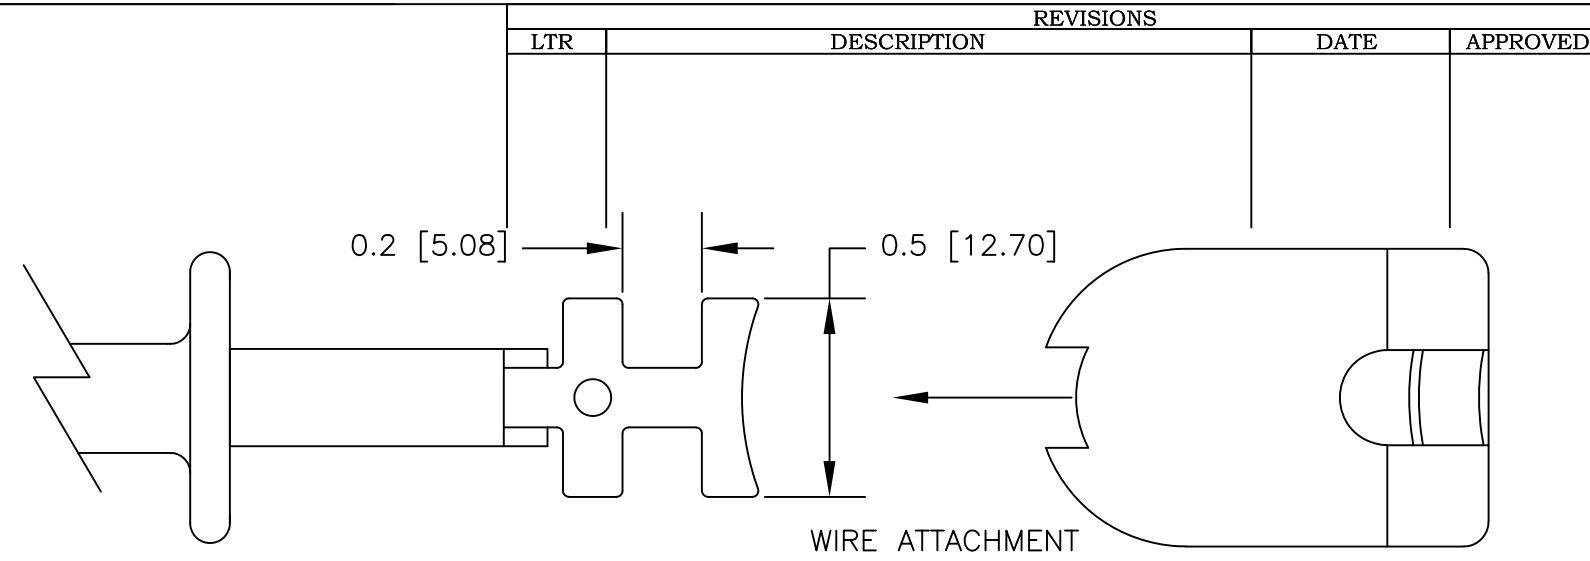 REVISIONS
LTR DESCRIPTION DATE APPROVED
0.2 [5.08] 0.5 [12.70]
WIRE ATTACHMENT